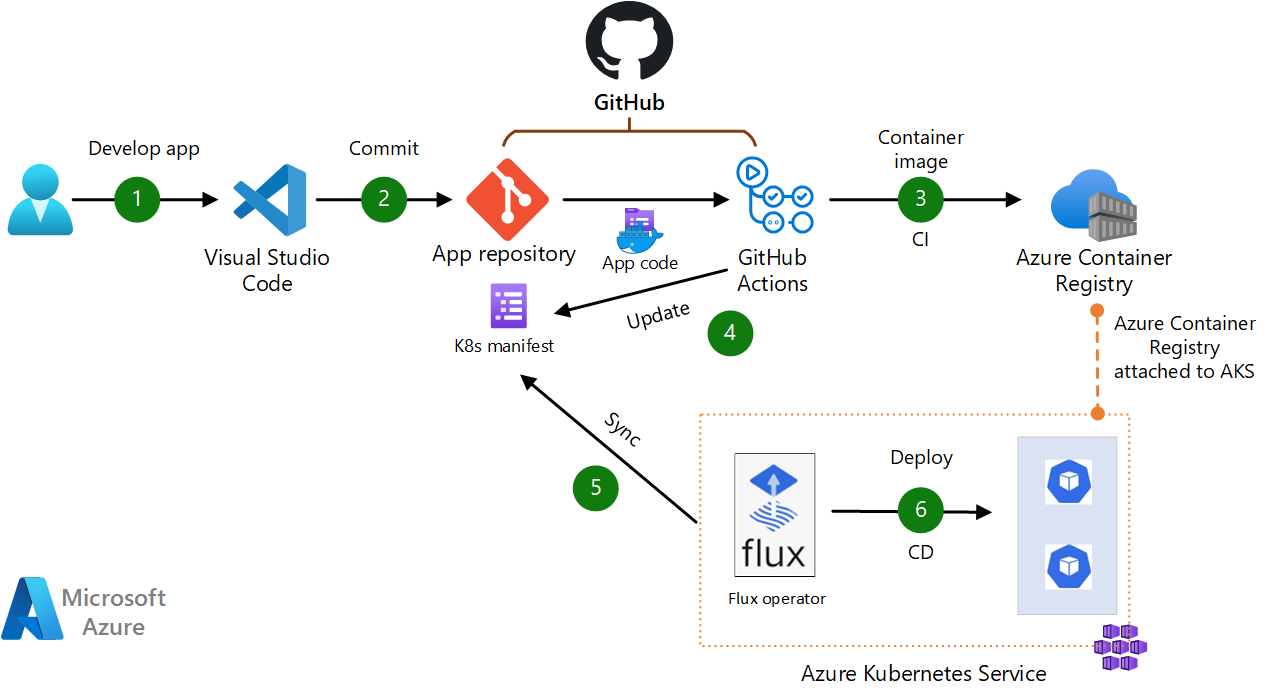 GitHub
Develop app
1
Commit
2
Container
image
3
CI
Visual Studio
Code
App repository
App code
GitHub
Actions
Azure Container
Registry
K8s manifest
Update
4
Azure Container
Registry
attached to AKS
Sync
5
flux
Flux operator
Deploy
6
CD
Microsoft
Azure
Azure Kubernetes Service